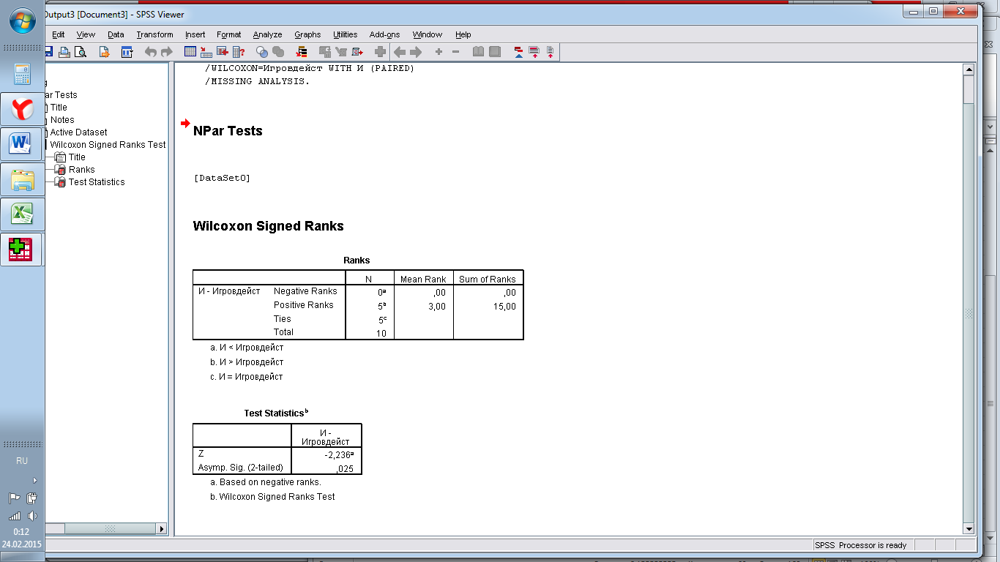 Output3 [Document3] - SPSS Viewer
Edit View Data Transform Insert Format Analyze Graphs Utilities Add-ons Window Help
ar Tests
Title
Notes
Active Dataset
Wilcoxon Signed Ranks Test
Title
Ranks
Test Statistics
/WILCOXON=Игровдейст WITH И (PAIRED)
/MISSING ANALYSIS.
NPar Tests
[DataSet0]
Wilcoxon Signed Ranks
Ranks
N Mean Rank Sum of Ranks
И - Игровдейст Negative Ranks 0a ,00 ,00
Positive Ranks 5b 3,00 15,00
Ties 5c
Total 10
a. И < Игровдейст
b. И > Игровдейст
c. И = Игровдейст
Test Statisticsb
И -
Игровдейст
Z -2,236a
Asymp. Sig. (2-tailed) ,025
a. Based on negative ranks.
b. Wilcoxon Signed Ranks Test
RU
0:12
24.02.2015
SPSS Processor is ready